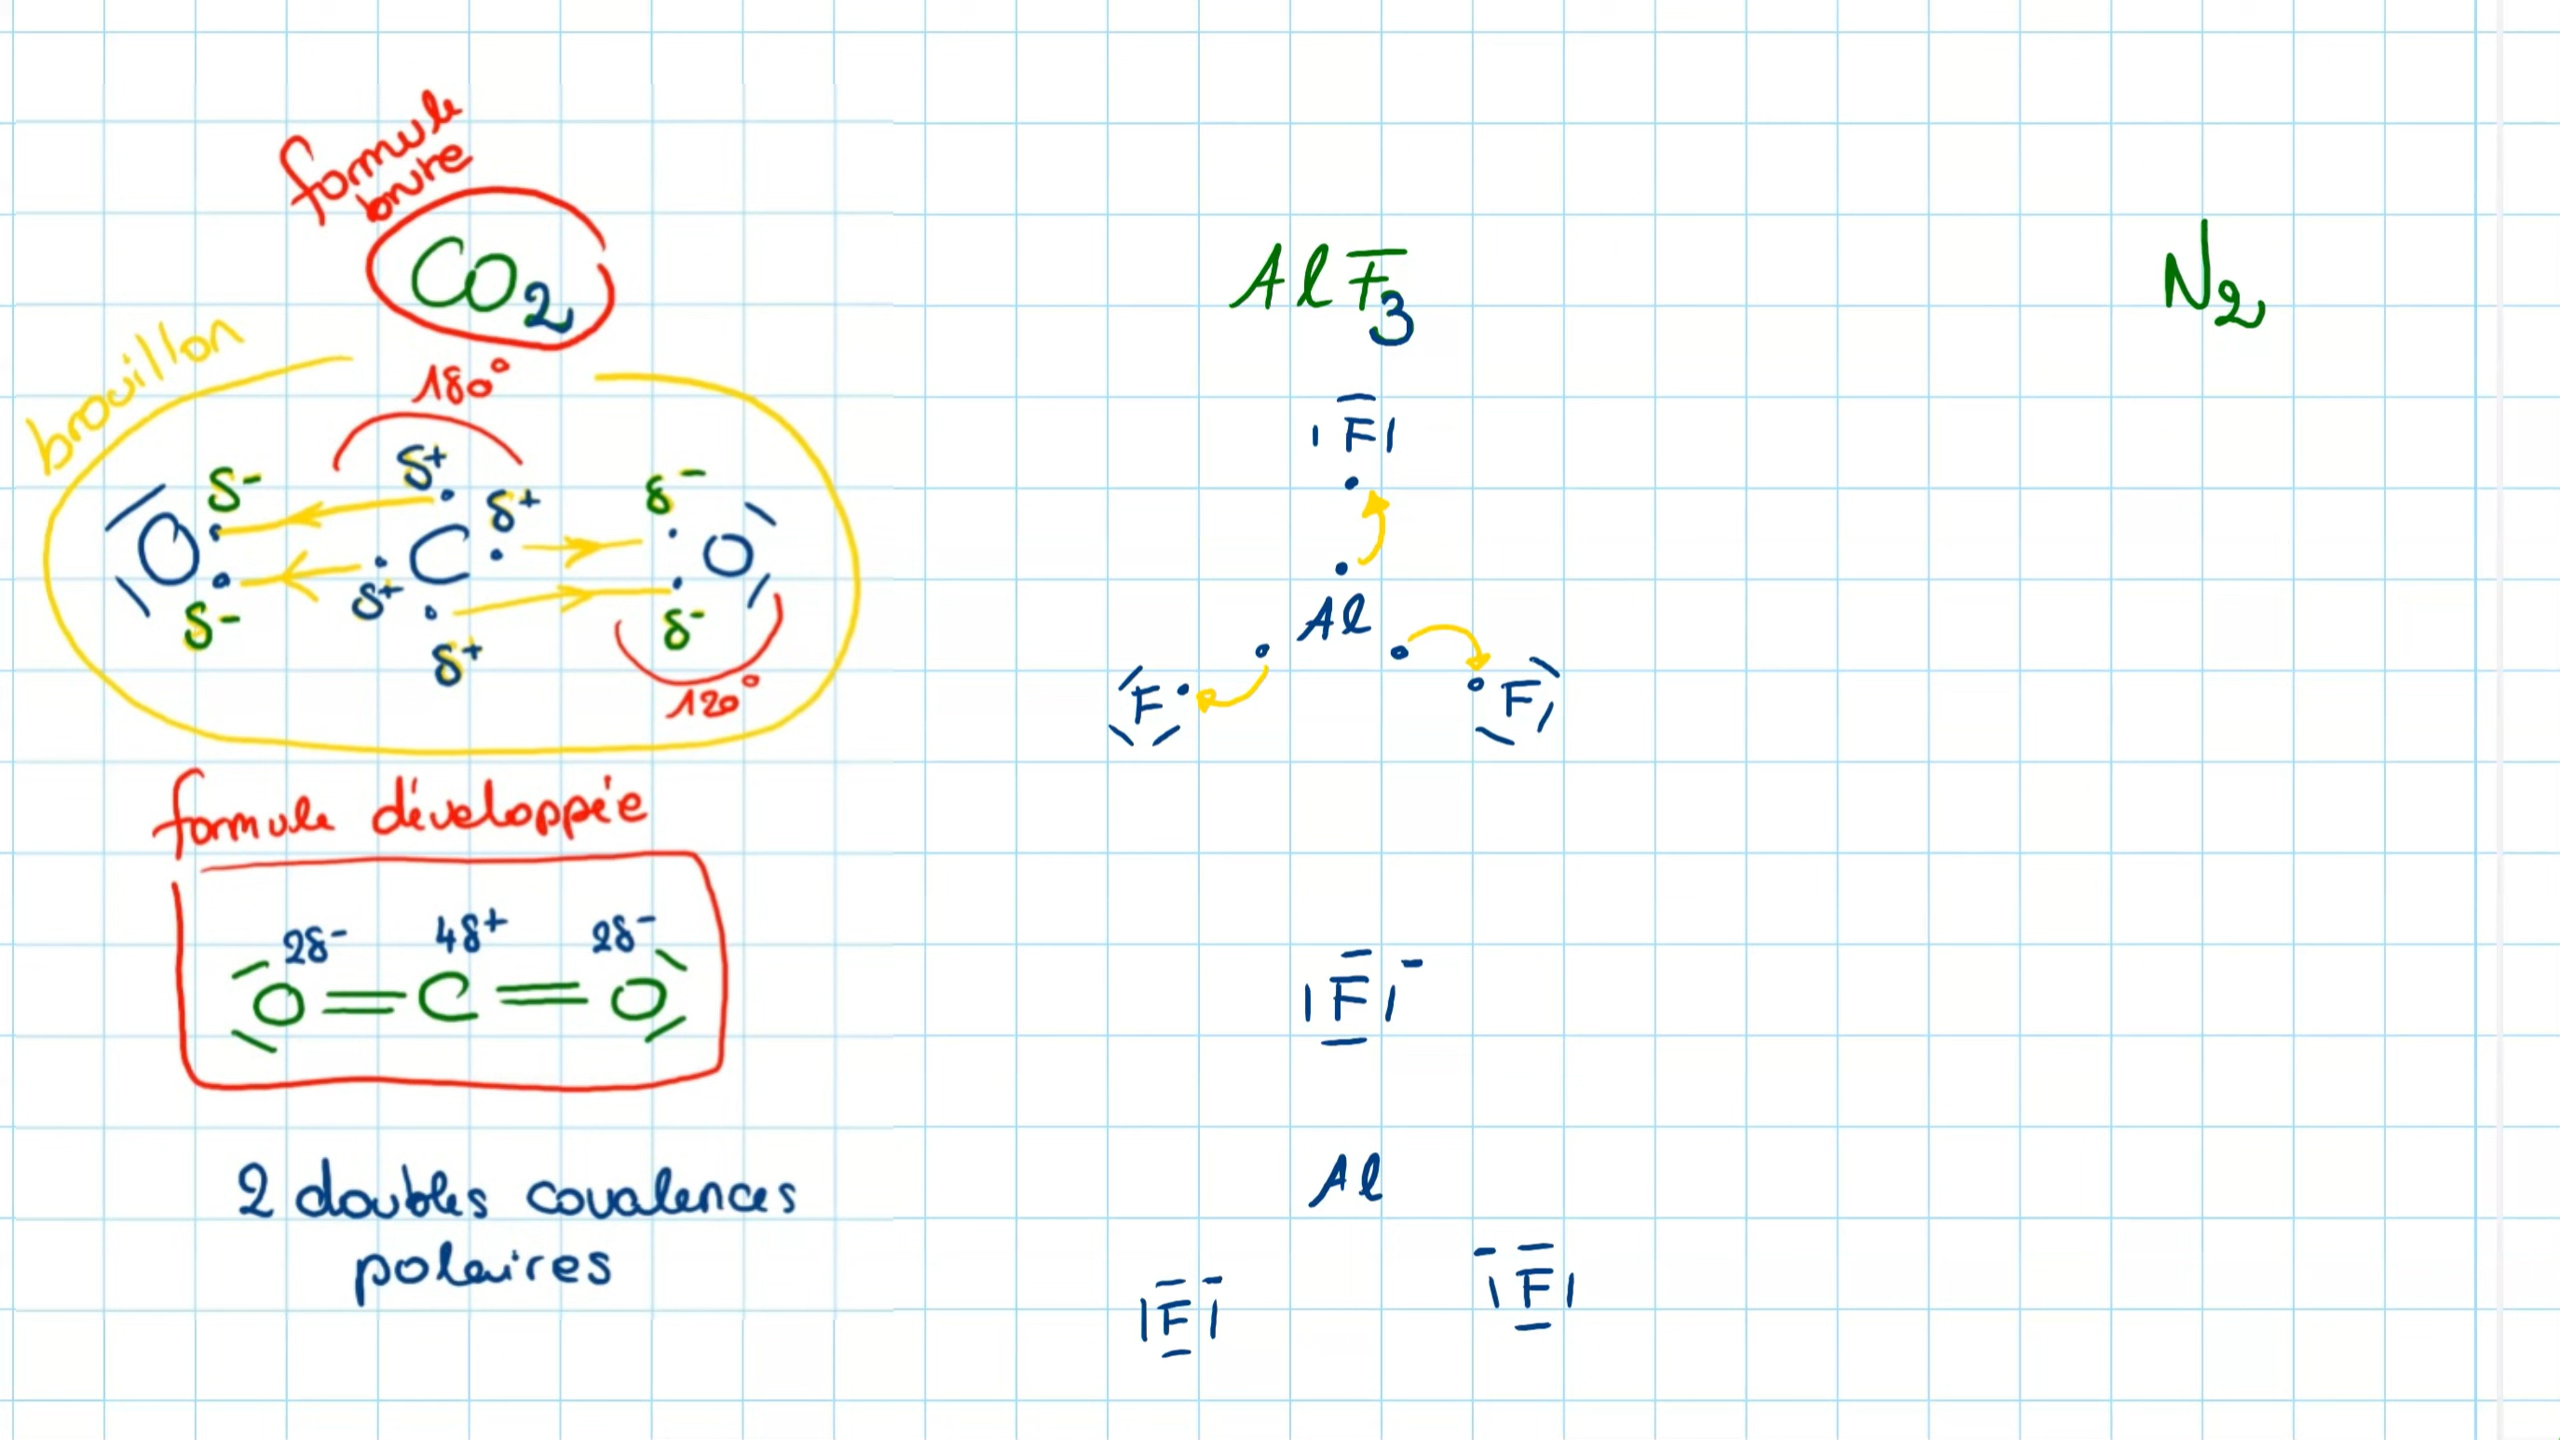 formule
brute
CO₂
brouillon
180°
δ⁻ δ⁺ δ⁺ δ⁻
O C O
δ⁻ δ⁺ δ⁺ δ⁻
120°
formule développée
2δ⁻ 4δ⁺ 2δ⁻
O=C=O
2 doubles covalences
polaires
AlF₃
F
Al
F F
F⁻
Al
F⁻ ⁻F
N₂